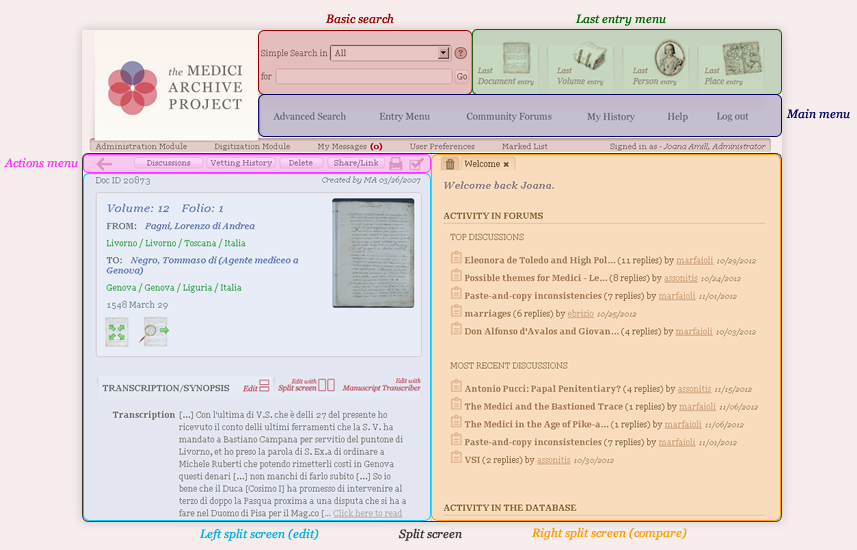 Basic search
Last entry menu
the MEDICI
ARCHIVE
PROJECT
Simple Search in All ?
for Go
Last
Document entry
Last
Volume entry
Last
Person entry
Last
Place entry
Advanced Search Entry Menu Community Forums My History Help Log out
Main menu
Administration Module Digitization Module My Messages (0) User Preferences Marked List Signed in as - Joana Amill, Administrator
Actions menu
Discussions Vetting History Delete Share/Link
Welcome ×
Doc ID 20873 Created by MA 03/26/2007
Volume: 12 Folio: 1
FROM: Pagni, Lorenzo di Andrea
Livorno / Livorno / Toscana / Italia
TO: Negro, Tommaso di (Agente mediceo a
Genova)
Genova / Genova / Liguria / Italia
1548 March 29
TRANSCRIPTION/SYNOPSIS Edit
Edit with
Split screen
Edit with
Manuscript Transcriber
Transcription [...] Con l'ultima di V.S. che è delli 27 del presente ho
ricevuto il conto delli ultimi ferramenti che la S. V. ha
mandato a Bastiano Campana per servitio del puntone di
Livorno, et ho preso la parola di S. Ex.a di ordinare a
Michele Ruberti che potendo rimetterli costi in Genova
questi denari [...] non manchi di farlo subito [...] So io
bene che il Duca [Cosimo I] ha promesso di intervenire al
terzo dì doppo la Pasqua proxima a una disputa che si ha a
fare nel Duomo di Pisa per il Mag.co [... Click here to read
Welcome back Joana.
ACTIVITY IN FORUMS
TOP DISCUSSIONS
Eleonora de Toledo and High Pol... (11 replies) by marfaioli 10/29/2012
Possible themes for Medici - Le... (8 replies) by assonitis 10/24/2012
Paste-and-copy inconsistencies (7 replies) by marfaioli 11/01/2012
marriages (6 replies) by ebrizio 10/25/2012
Don Alfonso d'Avalos and Giovan... (4 replies) by marfaioli 10/03/2012
MOST RECENT DISCUSSIONS
Antonio Pucci: Papal Penitentiary? (4 replies) by assonitis 11/15/2012
The Medici and the Bastioned Trace (1 replies) by marfaioli 11/06/2012
The Medici in the Age of Pike-a... (1 replies) by marfaioli 11/06/2012
Paste-and-copy inconsistencies (7 replies) by marfaioli 11/01/2012
VSI (2 replies) by assonitis 10/30/2012
ACTIVITY IN THE DATABASE
Left split screen (edit)
Split screen
Right split screen (compare)